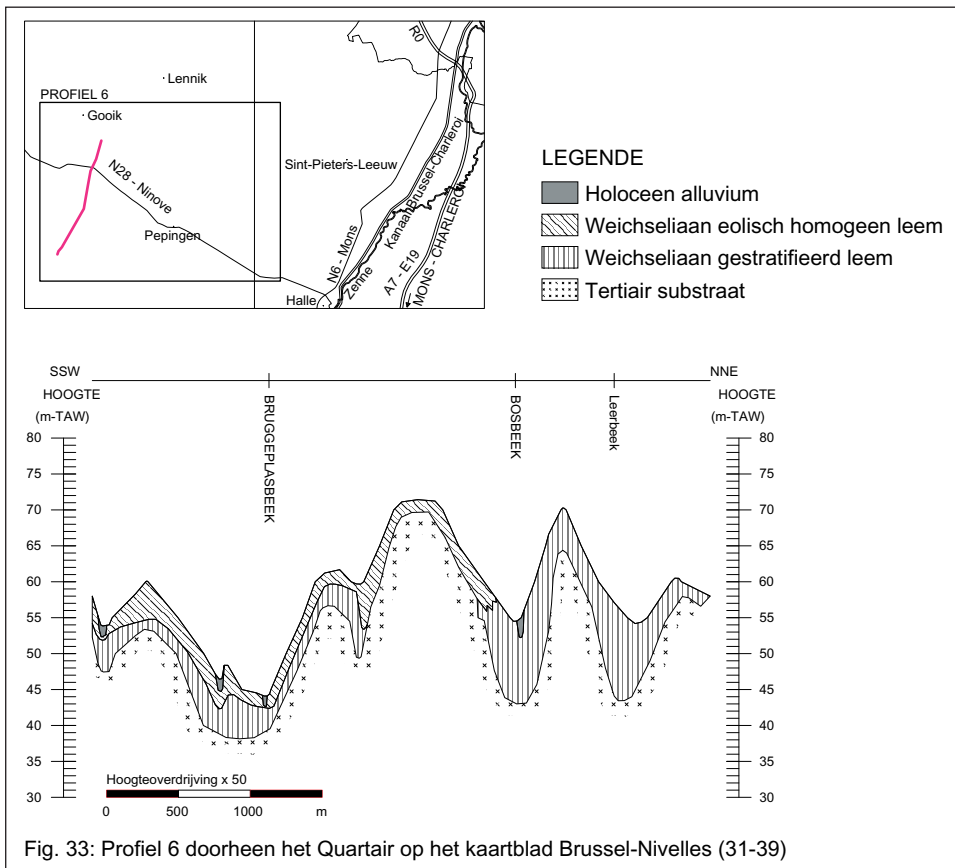 R0
Lennik
PROFIEL 6
Gooik
Sint-Pieter's-Leeuw
N28 - Ninove
Pepingen
Kanaal Brussel-Charleroi
N6 - Mons
Zenne
A7 - E19
MONS - CHARLEROI
Halle
LEGENDE
Holoceen alluvium
Weichseliaan eolisch homogeen leem
Weichseliaan gestratifieerd leem
Tertiair substraat
SSW
NNE
HOOGTE
(m-TAW)
BRUGGEPLASBEEK
BOSBEEK
Leerbeek
HOOGTE
(m-TAW)
80 80
75 75
70 70
65 65
60 60
55 55
50 50
45 45
40 40
35 35
30 30
Hoogteoverdrijving x 50
0 500 1000 m
Fig. 33: Profiel 6 doorheen het Quartair op het kaartblad Brussel-Nivelles (31-39)